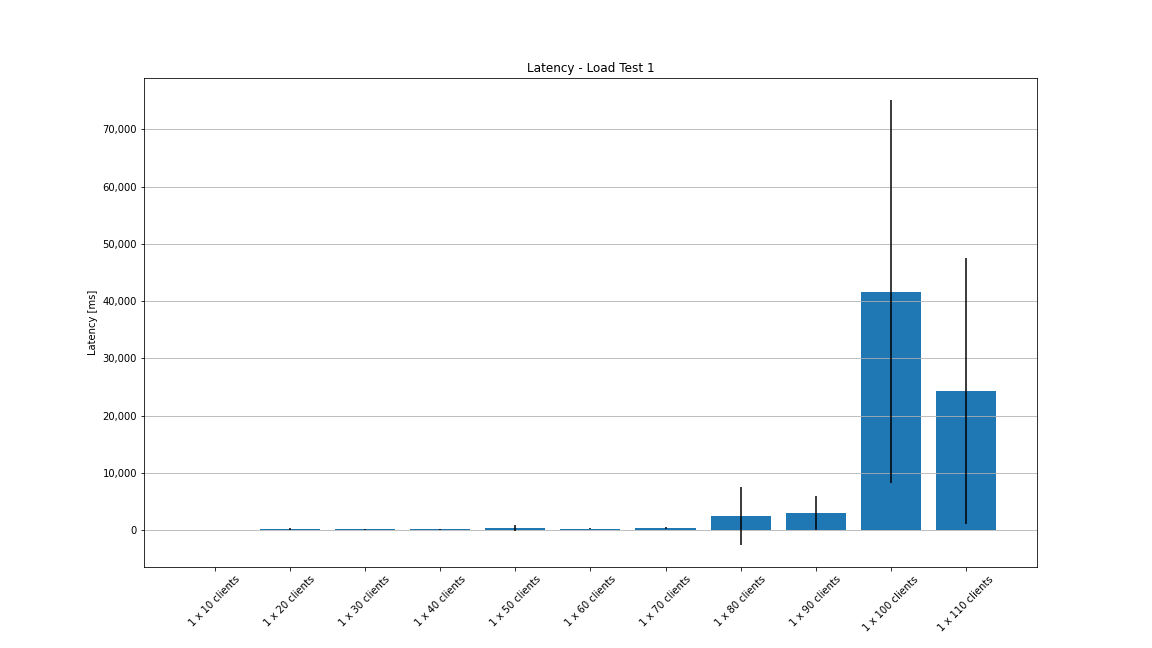 Latency - Load Test 1
70,000
60,000
50,000
40,000
30,000
20,000
10,000
0
Latency [ms]
1 x 10 clients
1 x 20 clients
1 x 30 clients
1 x 40 clients
1 x 50 clients
1 x 60 clients
1 x 70 clients
1 x 80 clients
1 x 90 clients
1 x 100 clients
1 x 110 clients